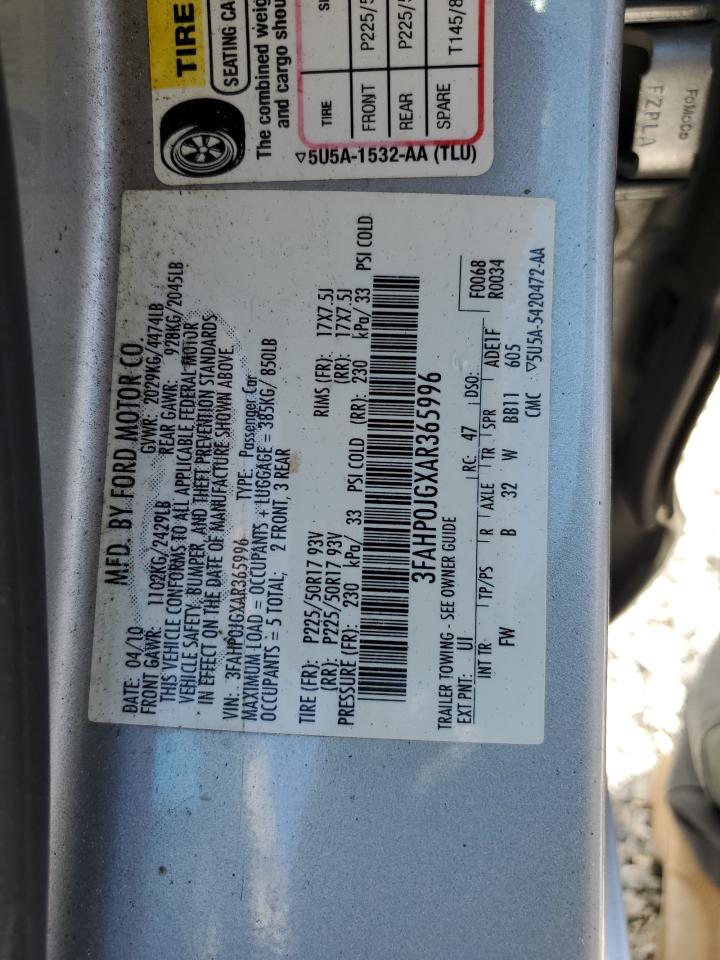 TIRE
SEATING CA
The combined weig
and cargo shou
TIRE SI
FRONT P225/5
REAR P225/5
SPARE T145/8
▽5U5A-1532-AA (TLU)
MFD. BY FORD MOTOR CO.
DATE: 04/10 GVWR: 2029KG/4474LB
FRONT GAWR: 1102KG/2429LB REAR GAWR: 928KG/2045LB
THIS VEHICLE CONFORMS TO ALL APPLICABLE FEDERAL MOTOR
VEHICLE SAFETY, BUMPER, AND THEFT PREVENTION STANDARDS
IN EFFECT ON THE DATE OF MANUFACTURE SHOWN ABOVE.
VIN: 3FAHP0JGXAR365996 TYPE: Passenger Car
MAXIMUM LOAD = OCCUPANTS + LUGGAGE = 385KG/850LB
OCCUPANTS = 5 TOTAL; 2 FRONT, 3 REAR
TIRE (FR): P225/50R17 93V RIMS (FR): 17X7.5J
(RR): P225/50R17 93V (RR): 17X7.5J
PRESSURE (FR): 230 kPa/ 33 PSI COLD (RR): 230 kPa/ 33 PSI COLD
3FAHP0JGXAR365996
TRAILER TOWING - SEE OWNER GUIDE F0068
R0034
EXT PNT: UI RC: 47 DSO:
INT TR TP/PS R AXLE TR SPR ADETF
FW B 32 W BB11 605
CMC ▽5U5A-5420472-AA
FoMoCo
FZPLA